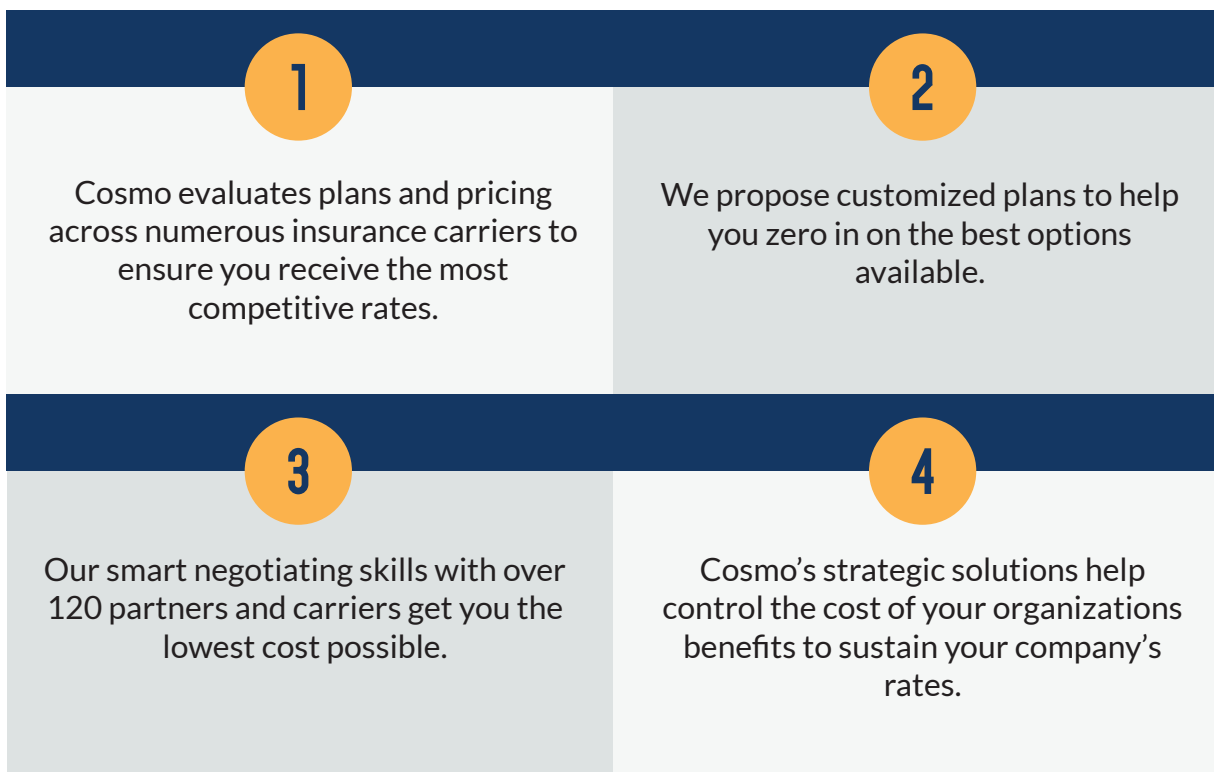 1
Cosmo evaluates plans and pricing
across numerous insurance carriers to
ensure you receive the most
competitive rates.
2
We propose customized plans to help
you zero in on the best options
available.
3
Our smart negotiating skills with over
120 partners and carriers get you the
lowest cost possible.
4
Cosmo’s strategic solutions help
control the cost of your organizations
benefits to sustain your company’s
rates.